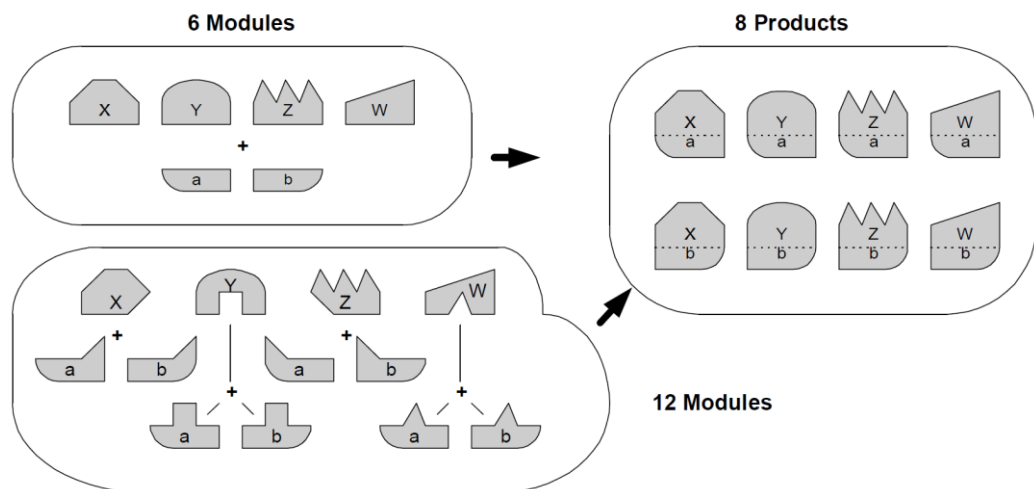 6 Modules
8 Products
X Y Z W
+
a b
X Y Z W
a a a a
X Y Z W
b b b b
X Y Z W
+ +
a b a b
+ +
a b a b
12 Modules